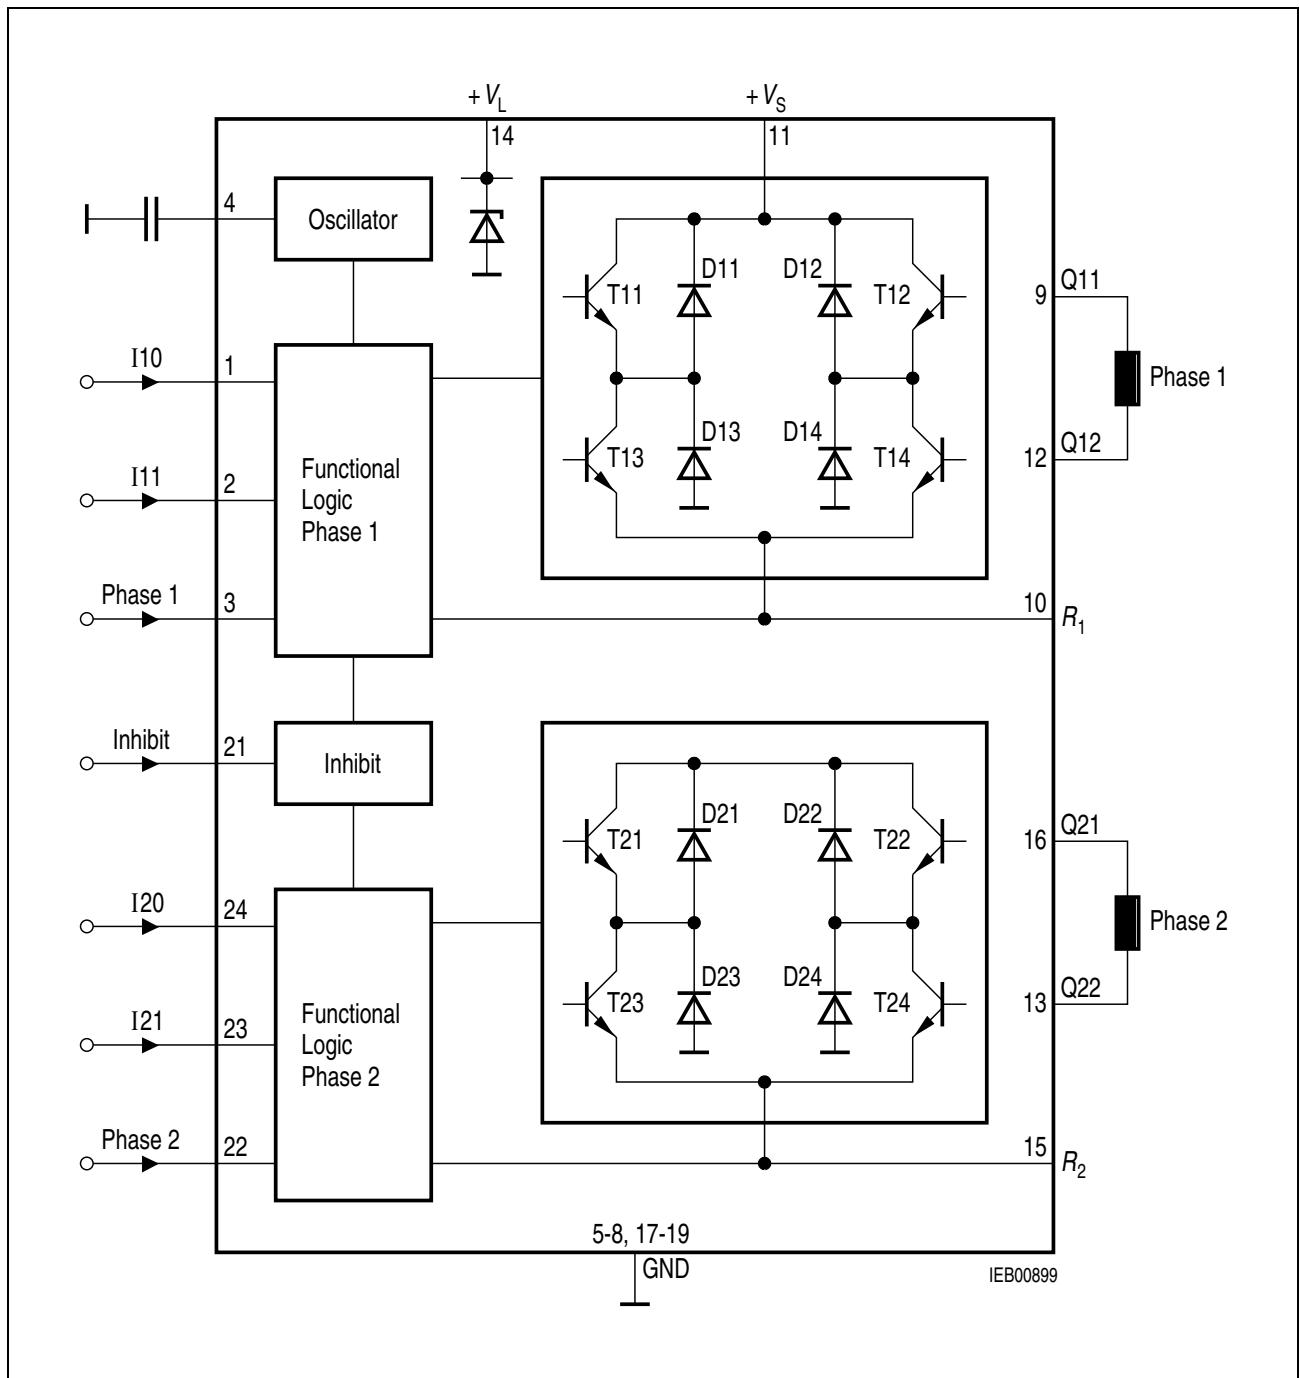 + VL
+ VS
14
11
4
Oscillator
D11
D12
T11
T12
9
Q11
I10
1
Phase 1
D13
D14
T13
T14
12
Q12
I11
2
Functional
Logic
Phase 1
Phase 1
3
10
R1
Inhibit
21
Inhibit
D21
D22
T21
T22
16
Q21
I20
24
Phase 2
D23
D24
T23
T24
13
Q22
I21
23
Functional
Logic
Phase 2
Phase 2
22
15
R2
5-8, 17-19
GND
IEB00899